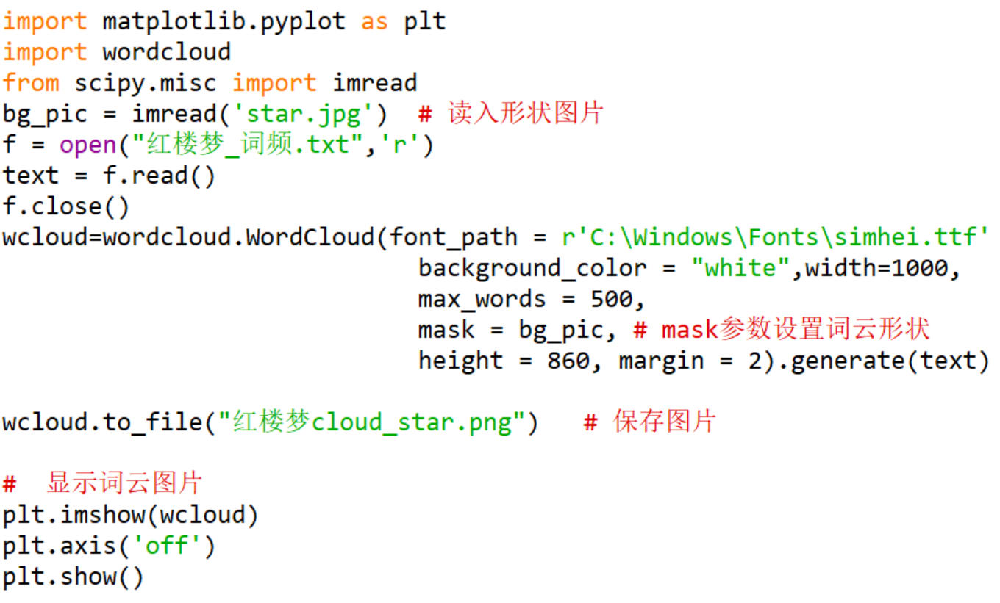 import matplotlib.pyplot as plt
import wordcloud
from scipy.misc import imread
bg_pic = imread('star.jpg')  # 读入形状图片
f = open("红楼梦_词频.txt",'r')
text = f.read()
f.close()
wcloud=wordcloud.WordCloud(font_path = r'C:\Windows\Fonts\simhei.ttf'
                             background_color = "white",width=1000,
                             max_words = 500,
                             mask = bg_pic, # mask参数设置词云形状
                             height = 860, margin = 2).generate(text)
wcloud.to_file("红楼梦cloud_star.png")   # 保存图片
#  显示词云图片
plt.imshow(wcloud)
plt.axis('off')
plt.show()